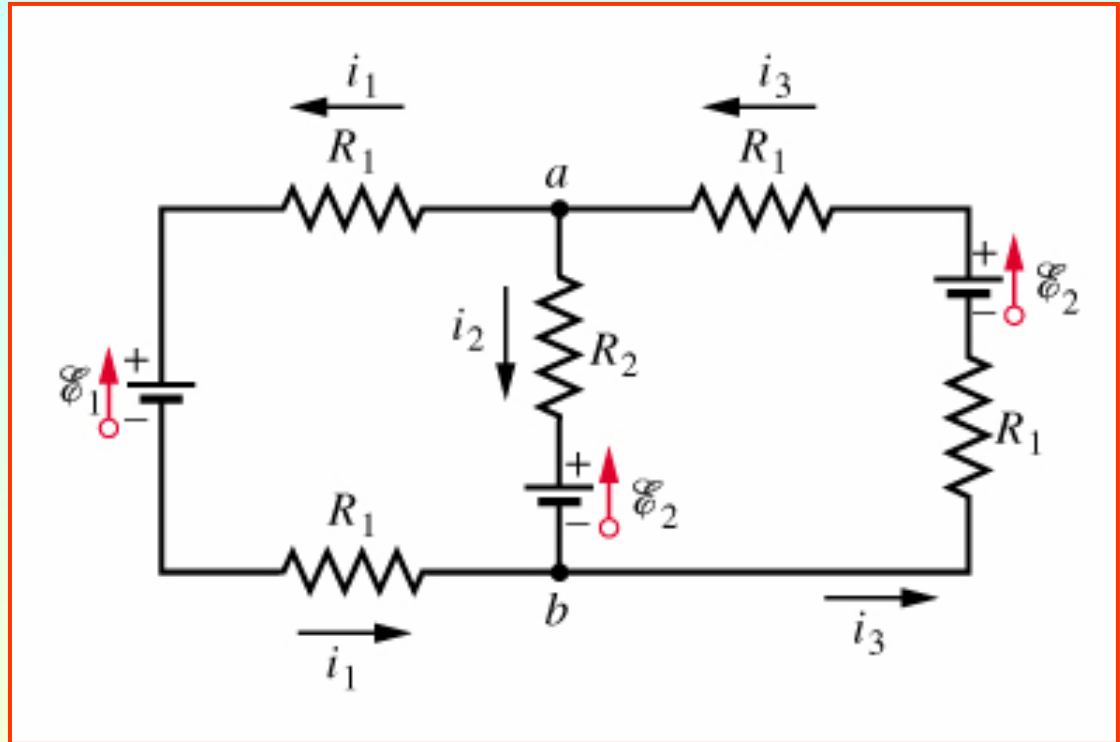 i₁
i₃
R₁
R₁
a
+
ℰ₂
−
i₂
R₂
ℰ₁
+
−
R₁
+
ℰ₂
−
R₁
b
i₃
i₁